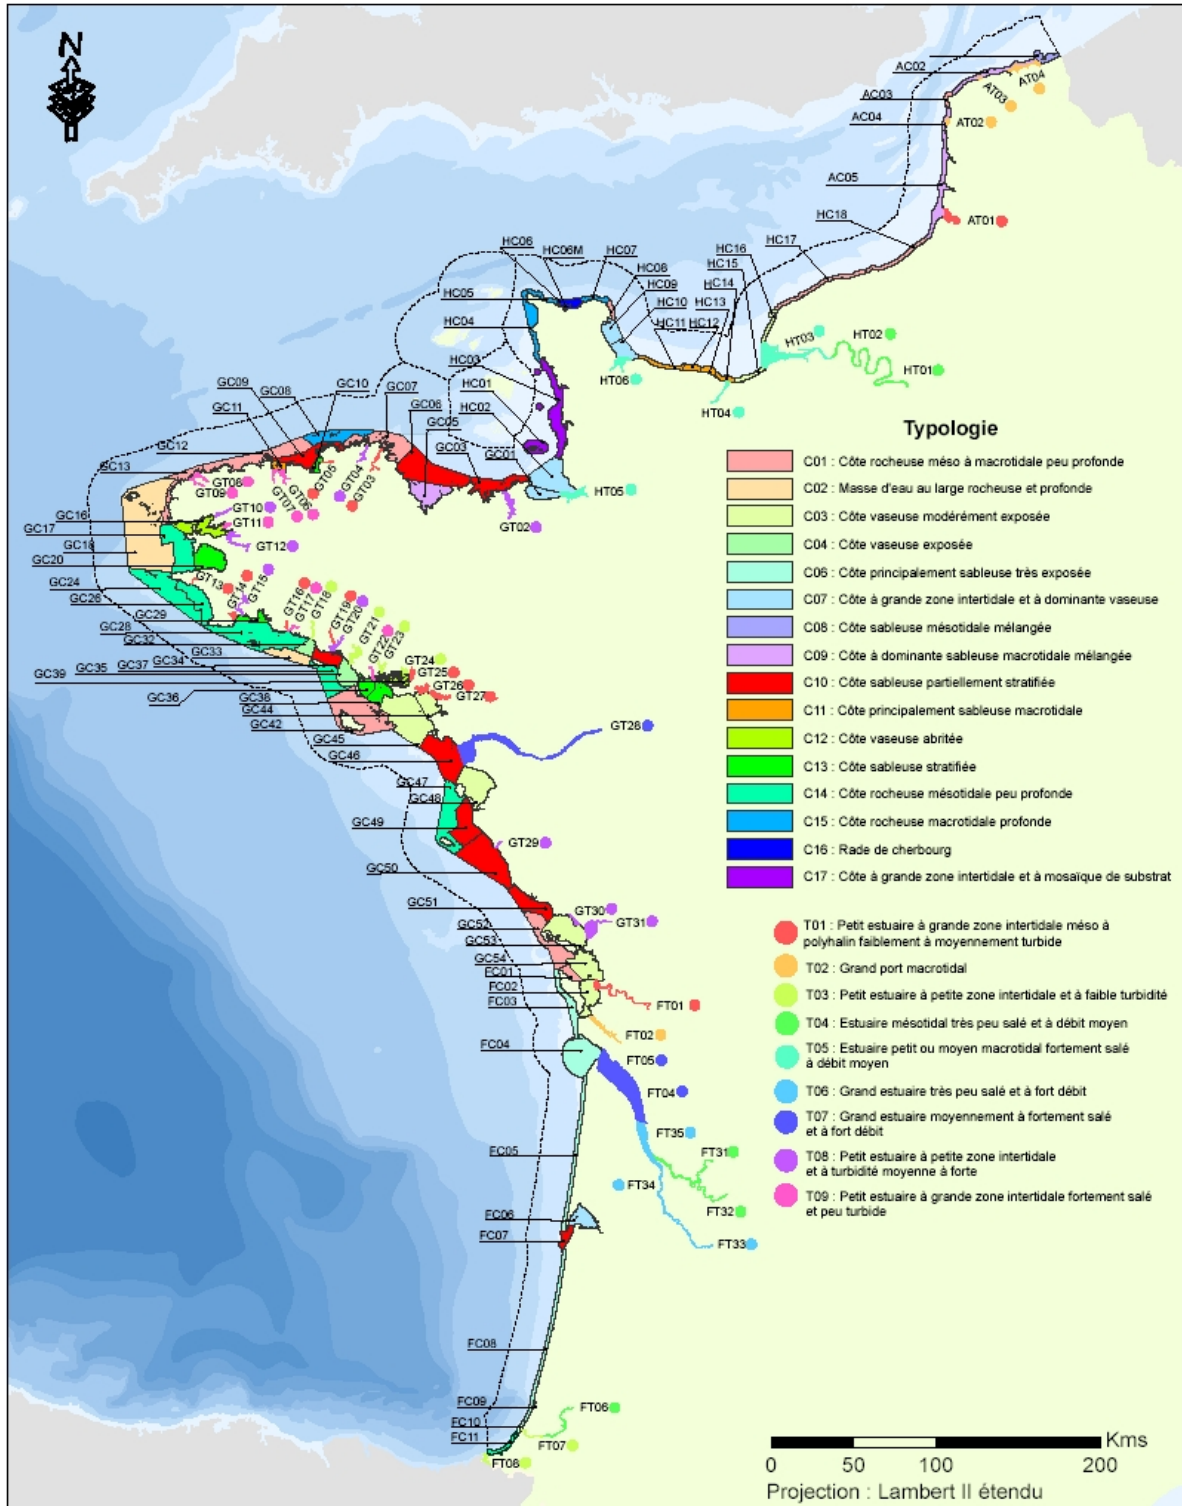 N
AC02
AT04
AT03
AC03
AC04
AT02
AC05
AT01
HC18
HC17
HC16
HC15
HC14
HC13
HC12
HC11
HC10
HC09
HC08
HC07
HC06M
HC06
HC05
HC04
HC03
HC01
HC02
GC01
HT03
HT02
HT01
HT04
HT06
HT05
GC03
GC05
GC06
GC07
GC10
GC08
GC09
GC11
GC12
GC13
GT02
GT03
GT04
GT05
GT06
GT07
GT08
GT09
GT10
GT11
GT12
GC16
GC17
GC18
GC20
GC24
GC26
GC29
GC28
GC32
GC33
GC34
GC35
GC37
GC39
GC36
GC38
GC44
GC42
GC45
GC46
GT13
GT14
GT15
GT16
GT17
GT18
GT19
GT20
GT21
GT22
GT23
GT24
GT25
GT26
GT27
GT28
GC47
GC48
GC49
GC50
GT29
GC51
GC52
GC53
GC54
GT30
GT31
FC01
FC02
FC03
FC04
FT01
FT02
FT05
FT04
FT35
FT31
FT34
FT32
FT33
FC05
FC06
FC07
FC08
FC09
FC10
FC11
FT06
FT07
FT08
Typologie
C01 : Côte rocheuse méso à macrotidale peu profonde
C02 : Masse d'eau au large rocheuse et profonde
C03 : Côte vaseuse modérément exposée
C04 : Côte vaseuse exposée
C06 : Côte principalement sableuse très exposée
C07 : Côte à grande zone intertidale et à dominante vaseuse
C08 : Côte sableuse mésotidale mélangée
C09 : Côte à dominante sableuse macrotidale mélangée
C10 : Côte sableuse partiellement stratifiée
C11 : Côte principalement sableuse macrotidale
C12 : Côte vaseuse abritée
C13 : Côte sableuse stratifiée
C14 : Côte rocheuse mésotidale peu profonde
C15 : Côte rocheuse macrotidale profonde
C16 : Rade de cherbourg
C17 : Côte à grande zone intertidale et à mosaïque de substrat
T01 : Petit estuaire à grande zone intertidale méso à
polyhalin faiblement à moyennement turbide
T02 : Grand port macrotidal
T03 : Petit estuaire à petite zone intertidale et à faible turbidité
T04 : Estuaire mésotidal très peu salé et à débit moyen
T05 : Estuaire petit ou moyen macrotidal fortement salé
à débit moyen
T06 : Grand estuaire très peu salé et à fort débit
T07 : Grand estuaire moyennement à fortement salé
et à fort débit
T08 : Petit estuaire à petite zone intertidale
et à turbidité moyenne à forte
T09 : Petit estuaire à grande zone intertidale fortement salé
et peu turbide
Kms
0 50 100 200
Projection : Lambert II étendu